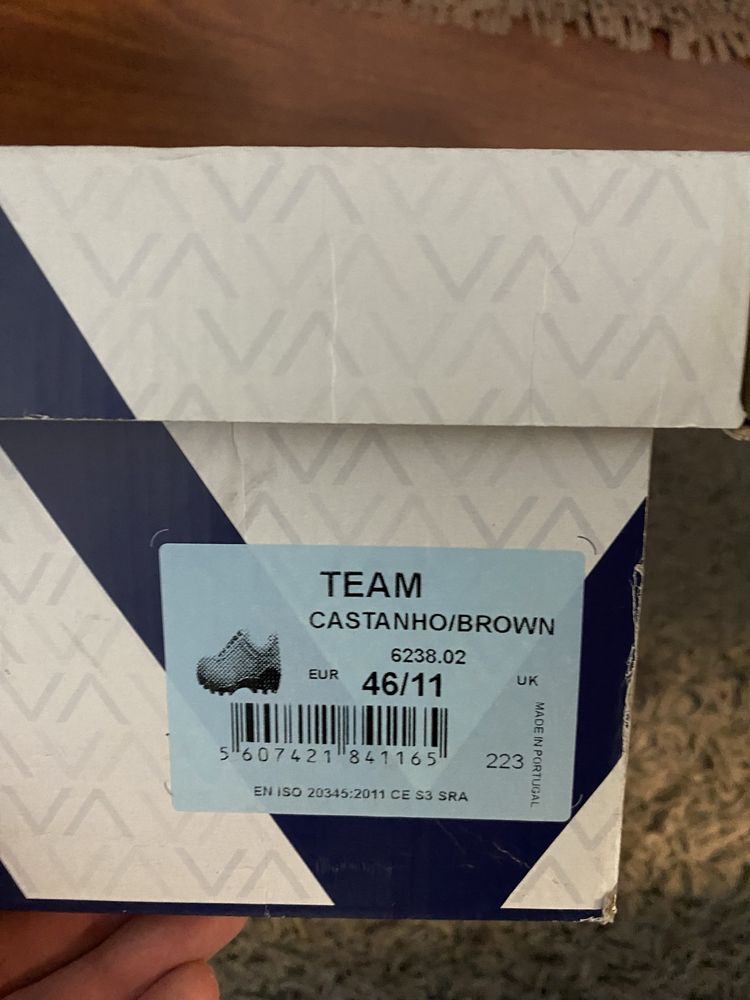 TEAM
CASTANHO/BROWN
6238.02
EUR 46/11 UK
5 607421 841165
223
MADE IN PORTUGAL
EN ISO 20345:2011 CE S3 SRA